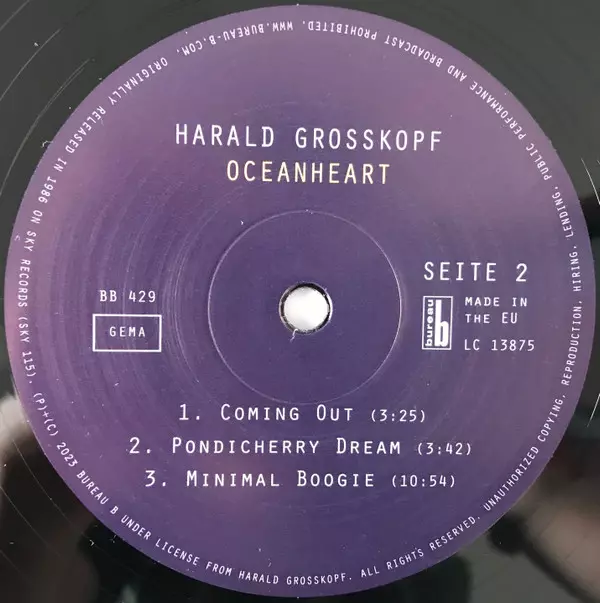 HARALD GROSSKOPF
OCEANHEART
SEITE 2
BB 429
GEMA
bureau b
MADE IN
THE EU
LC 13875
1. COMING OUT (3:25)
2. PONDICHERRY DREAM (3:42)
3. MINIMAL BOOGIE (10:54)
ORIGINALLY RELEASED IN 1986 ON SKY RECORDS (SKY 115). (P)+(C) 2023 BUREAU B UNDER LICENSE FROM HARALD GROSSKOPF. ALL RIGHTS RESERVED. UNAUTHORIZED COPYING, REPRODUCTION, HIRING, LENDING, PUBLIC PERFORMANCE AND BROADCAST PROHIBITED. WWW.BUREAU-B.COM.